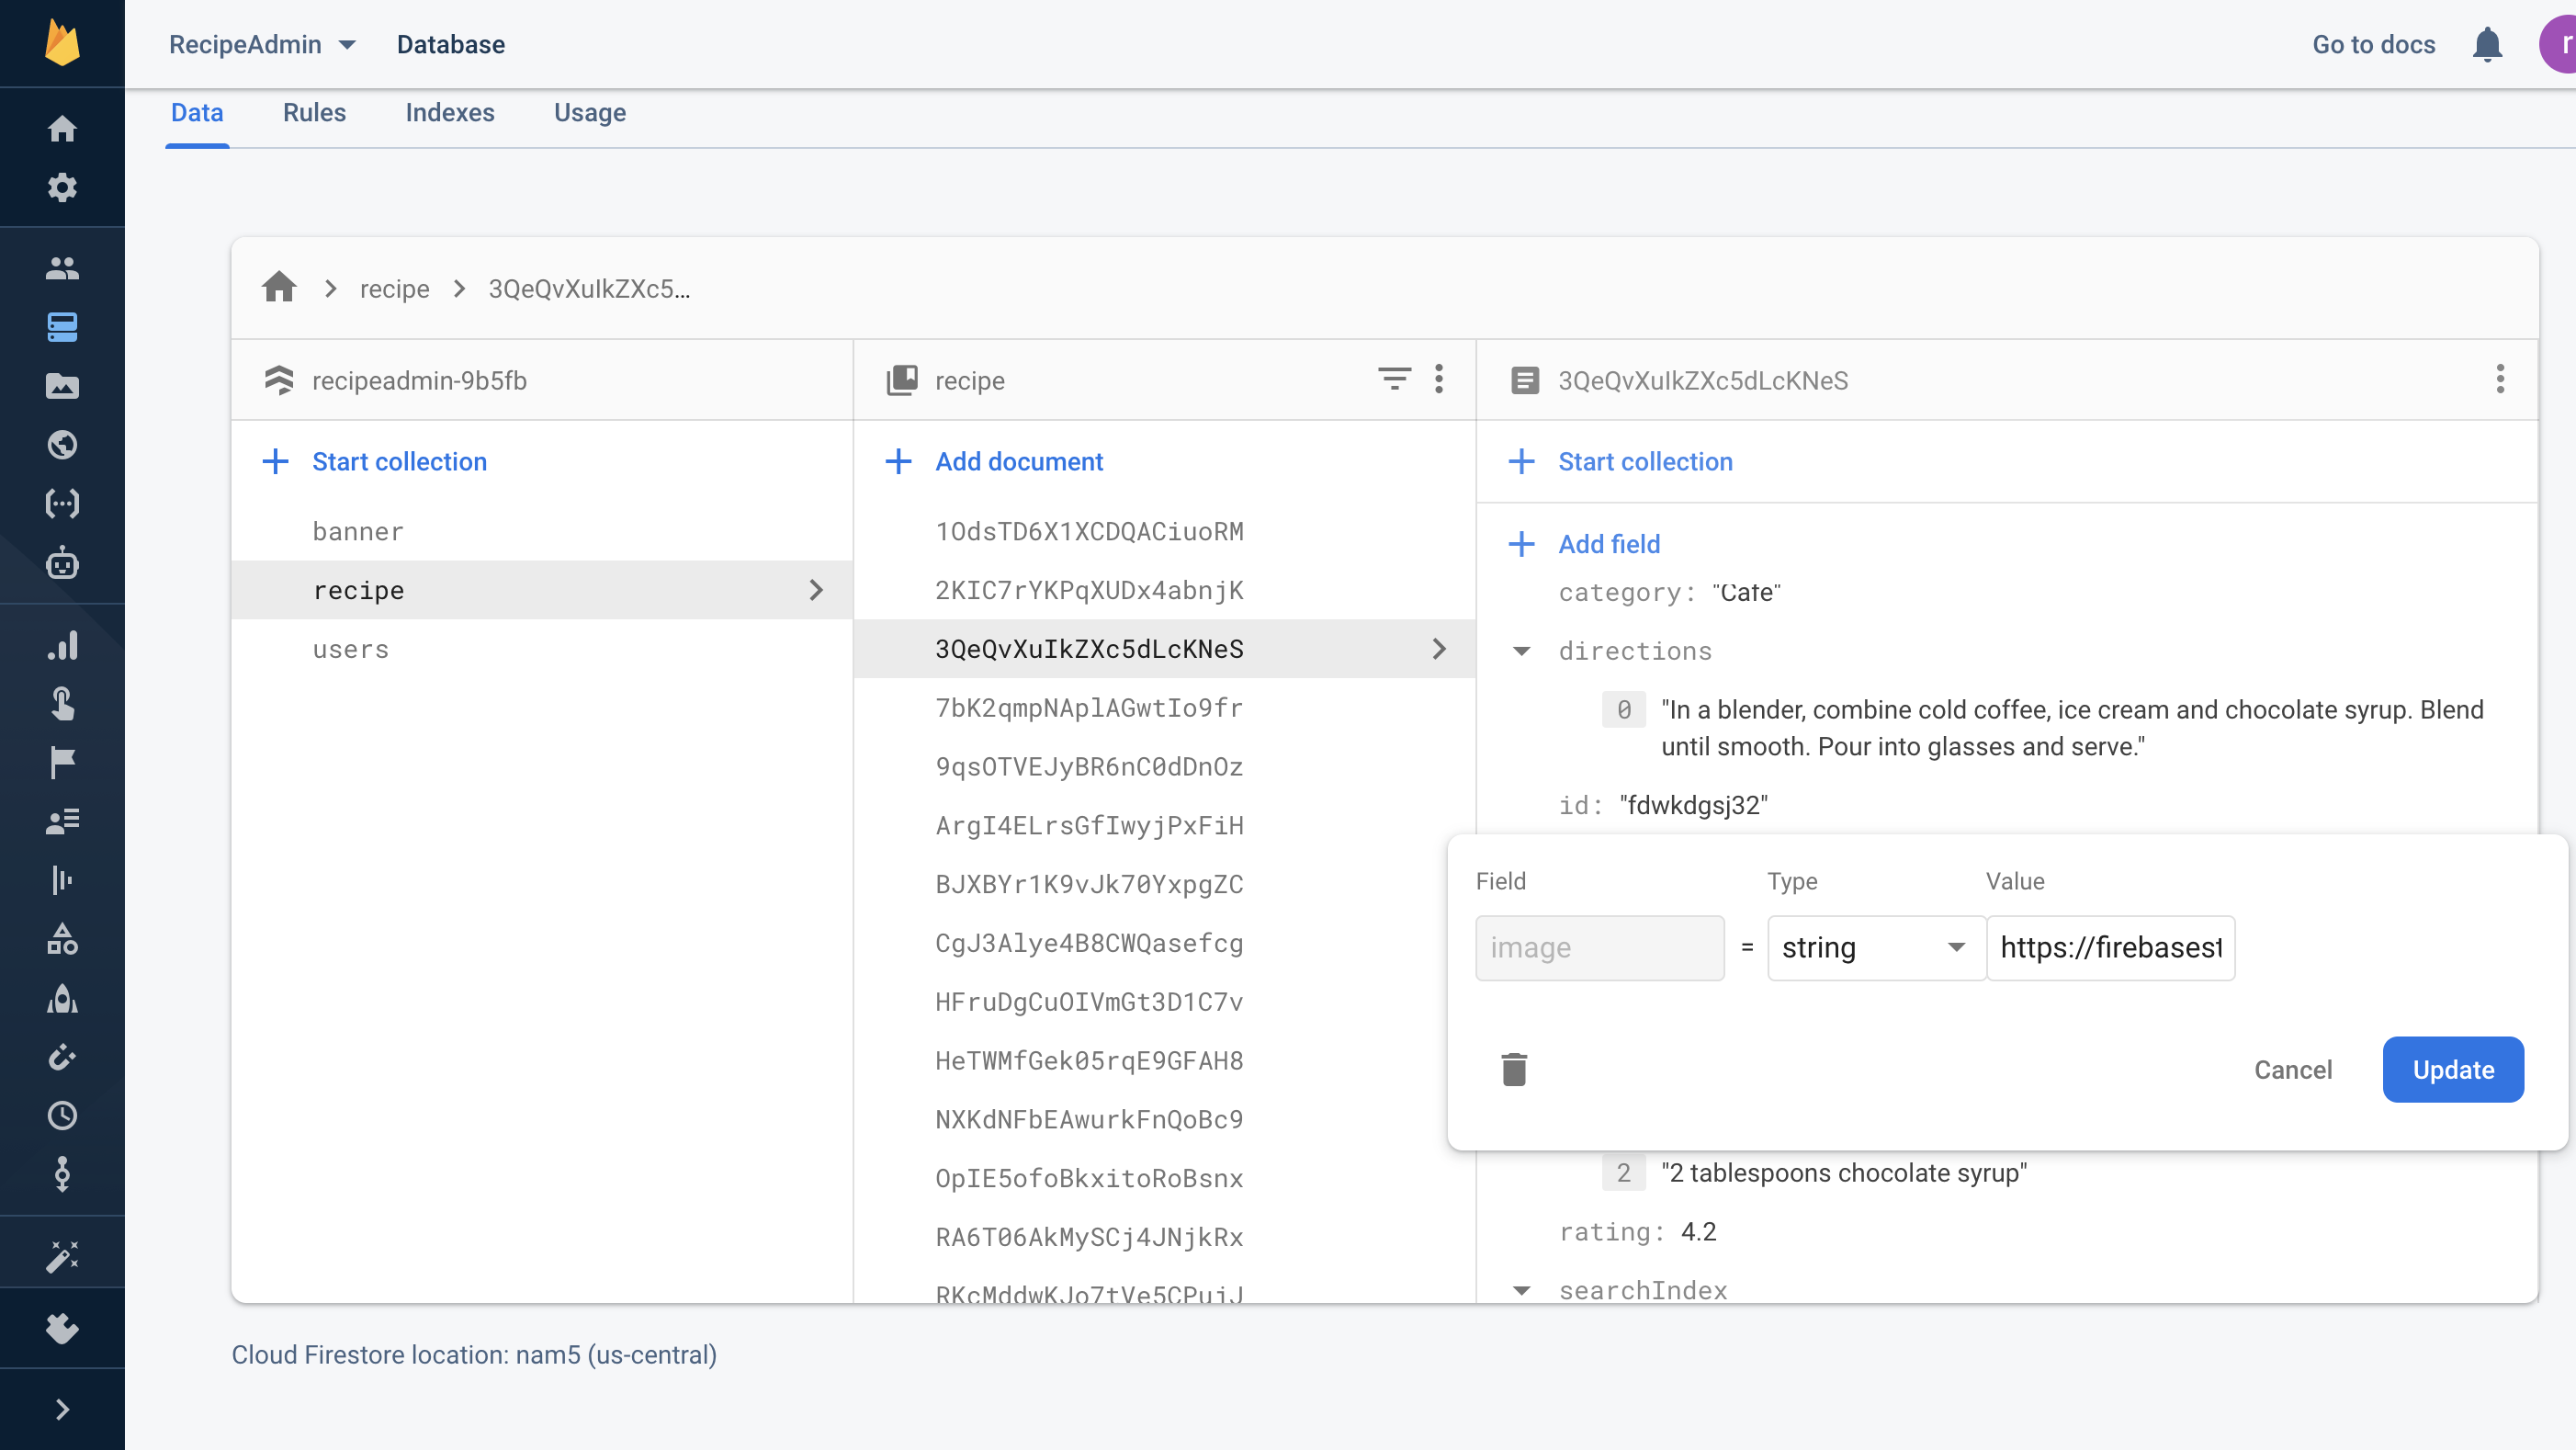 RecipeAdmin
Database
Go to docs
r
Data
Rules
Indexes
Usage
recipe
3QeQvXuIkZXc5...
recipeadmin-9b5fb
recipe
3QeQvXuIkZXc5dLcKNeS
Start collection
Add document
Start collection
banner
recipe
users
1OdsTD6X1XCDQACiuoRM
2KIC7rYKPqXUDx4abnjK
3QeQvXuIkZXc5dLcKNeS
7bK2qmpNAplAGwtIo9fr
9qsOTVEJyBR6nC0dDnOz
ArgI4ELrsGfIwyjPxFiH
BJXBYr1K9vJk70YxpgZC
CgJ3Alye4B8CWQasefcg
HFruDgCuOIVmGt3D1C7v
HeTWMfGek05rqE9GFAH8
NXKdNFbEAwurkFnQoBc9
OpIE5ofoBkxitoRoBsnx
RA6T06AkMySCj4JNjkRx
RKcMddwKJo7tVe5CPujJ
Add field
category: "Cafe"
directions
0 "In a blender, combine cold coffee, ice cream and chocolate syrup. Blend
until smooth. Pour into glasses and serve."
id: "fdwkdgsj32"
Field
Type
Value
image
=
string
https://firebasest
Cancel
Update
2 "2 tablespoons chocolate syrup"
rating: 4.2
searchIndex
Cloud Firestore location: nam5 (us-central)